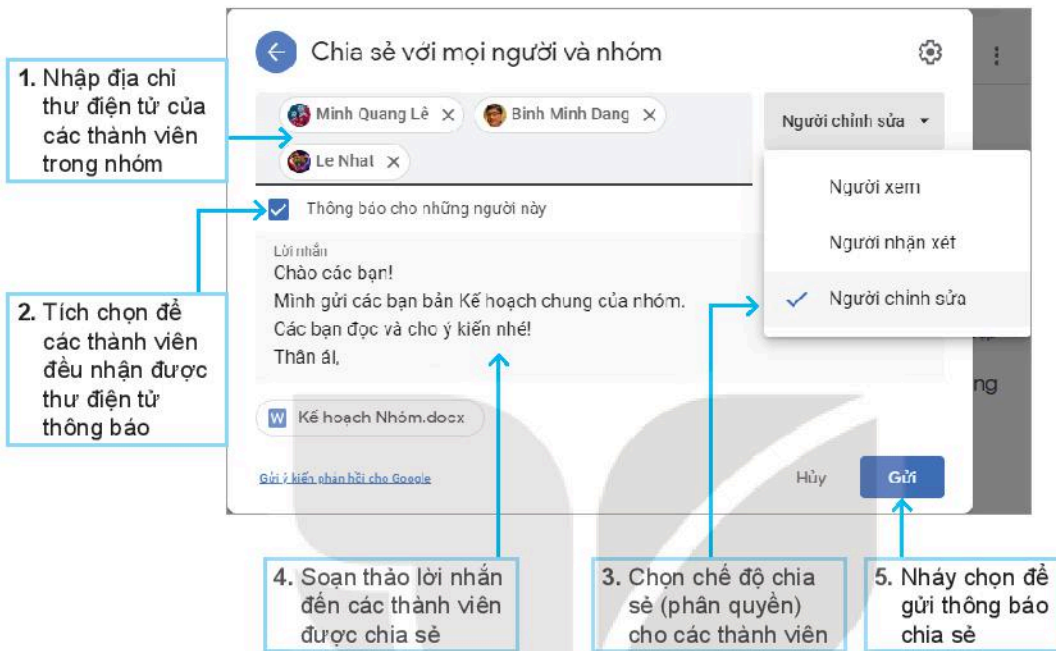 Chia sẻ với mọi người và nhóm
1. Nhập địa chỉ
thư điện tử của
các thành viên
trong nhóm
Minh Quang Lê
Binh Minh Dang
Người chỉnh sửa
Le Nhat
Người xem
Thông báo cho những người này
Người nhận xét
Lời nhắn
Chào các bạn!
Mình gửi các bạn bản Kế hoạch chung của nhóm.
Người chỉnh sửa
Các bạn đọc và cho ý kiến nhé!
Thân ái,
2. Tích chọn để
các thành viên
đều nhận được
thư điện tử
thông báo
ng
W Kế hoạch Nhóm.docx
Gửi ý kiến phản hồi cho Google
Hủy
Gửi
4. Soạn thảo lời nhắn
đến các thành viên
được chia sẻ
3. Chọn chế độ chia
sẻ (phân quyền)
cho các thành viên
5. Nháy chọn để
gửi thông báo
chia sẻ